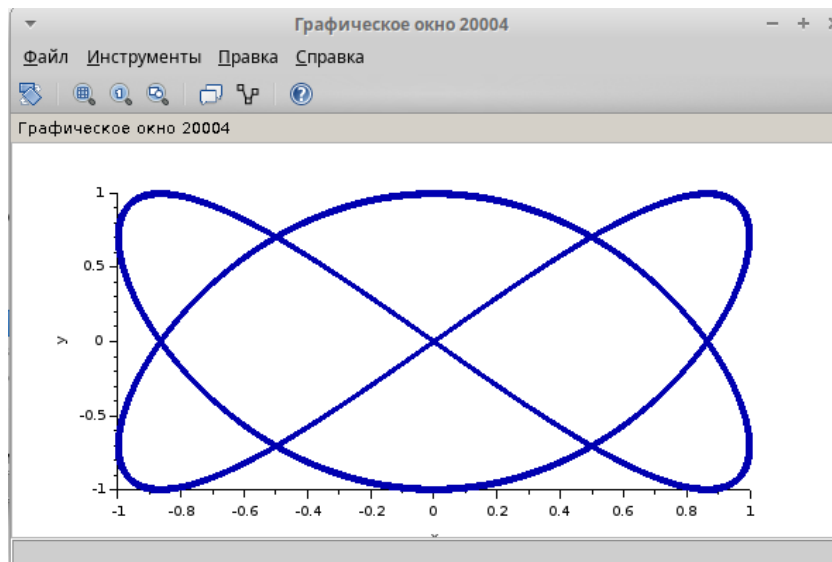 Графическое окно 20004
Файл Инструменты Правка Справка
Графическое окно 20004
1
0.5
0
-0.5
-1
y
-1 -0.8 -0.6 -0.4 -0.2 0 0.2 0.4 0.6 0.8 1